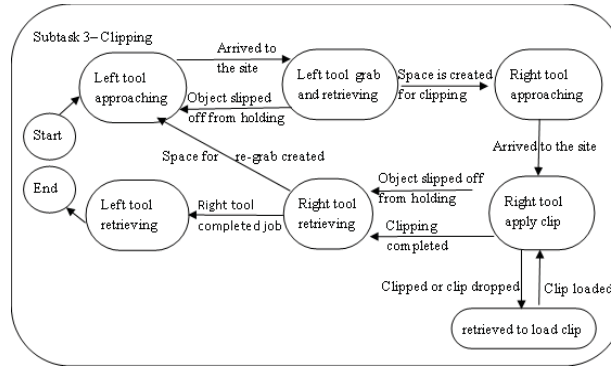 Subtask 3–Clipping
Arrived to
the site
Left tool
approaching
Left tool grab
and retrieving
Space is created
for clipping
Right tool
approaching
Object slipped
off from holding
Start
Arrived to the site
Space for re-grab created
End
Left tool
retrieving
Right tool
completed job
Right tool
retrieving
Object slipped off
from holding
Clipping
completed
Right tool
apply clip
Clipped or clip dropped
Clip loaded
retrieved to load clip